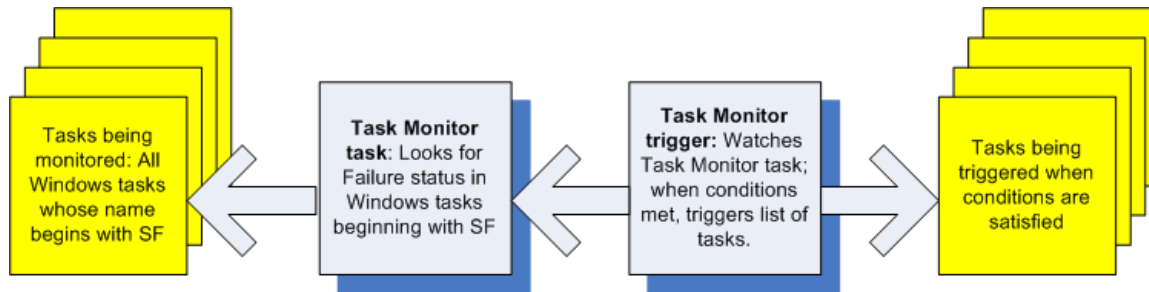 Tasks being
monitored: All
Windows tasks
whose name
begins with SF
Task Monitor
task: Looks for
Failure status in
Windows tasks
beginning with SF
Task Monitor
trigger: Watches
Task Monitor task;
when conditions
met, triggers list of
tasks.
Tasks being
triggered when
conditions are
satisfied